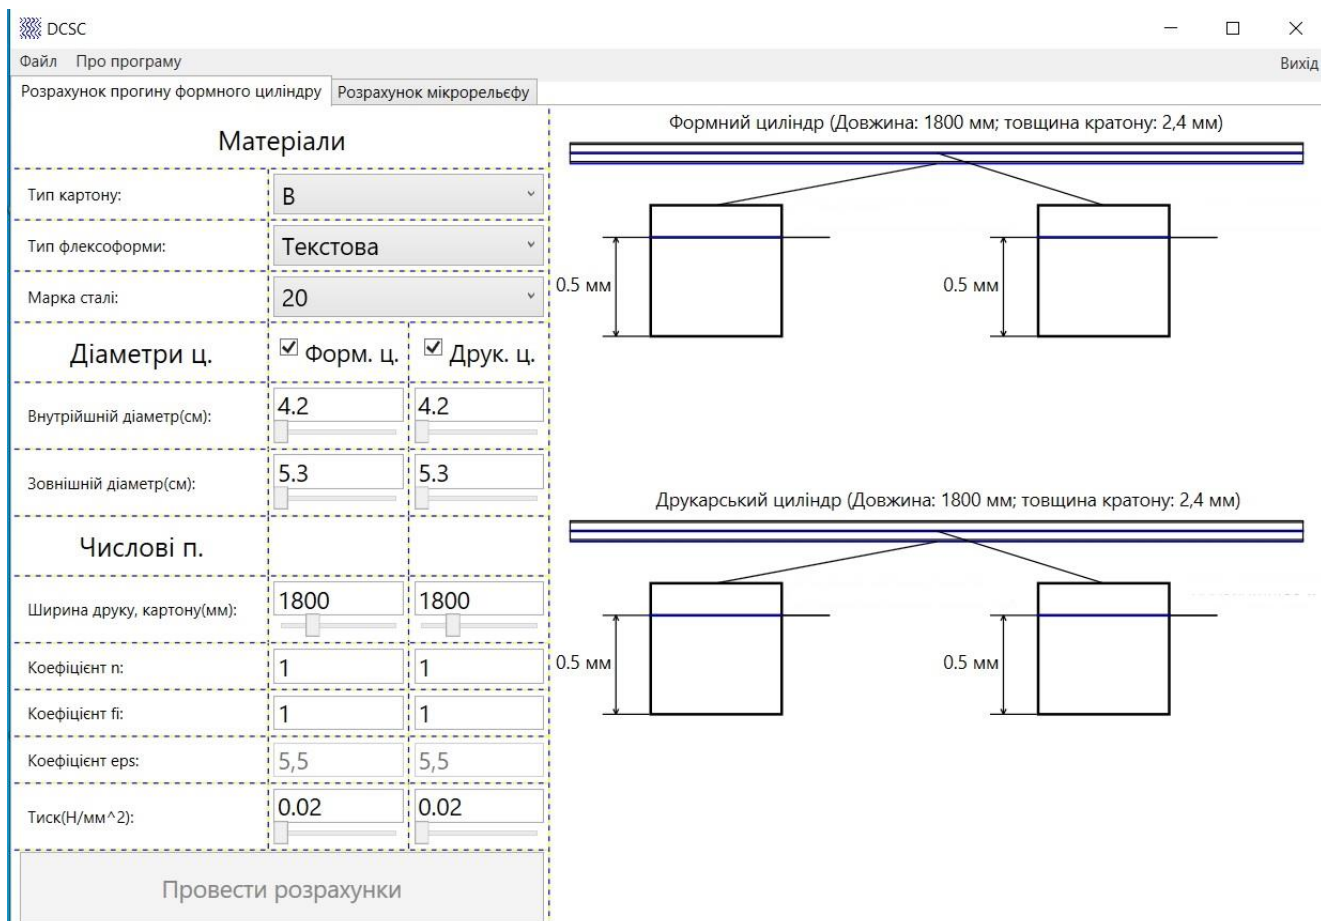 DCSC
Файл Про програму Вихід
Розрахунок прогину формного циліндру Розрахунок мікрорельєфу
Матеріали
Тип картону: B
Тип флексоформи: Текстова
Марка сталі: 20
Діаметри ц. Форм. ц. Друк. ц.
Внутрійшній діаметр(см): 4.2 4.2
Зовнішній діаметр(см): 5.3 5.3
Числові п.
Ширина друку, картону(мм): 1800 1800
Коефіцієнт n: 1 1
Коефіцієнт fi: 1 1
Коефіцієнт eps: 5,5 5,5
Тиск(Н/мм^2): 0.02 0.02
Провести розрахунки
Формний циліндр (Довжина: 1800 мм; товщина кратону: 2,4 мм)
0.5 мм 0.5 мм
Друкарський циліндр (Довжина: 1800 мм; товщина кратону: 2,4 мм)
0.5 мм 0.5 мм